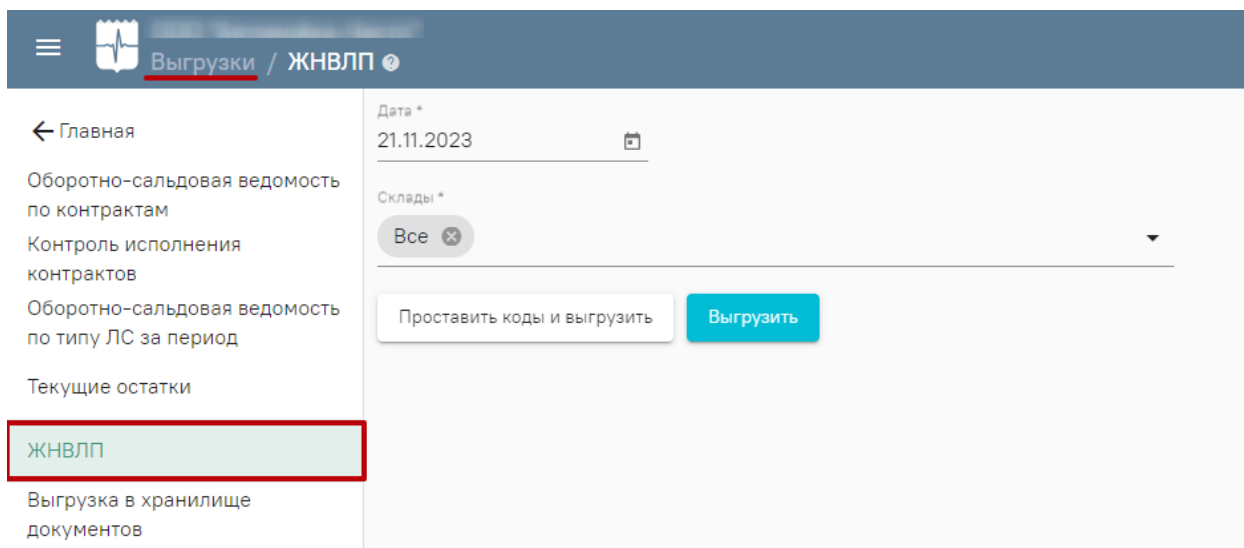 Выгрузки / ЖНВЛП
← Главная
Оборотно-сальдовая ведомость
по контрактам
Контроль исполнения
контрактов
Оборотно-сальдовая ведомость
по типу ЛС за период
Текущие остатки
ЖНВЛП
Выгрузка в хранилище
документов
Дата *
21.11.2023
Склады *
Все
Проставить коды и выгрузить
Выгрузить